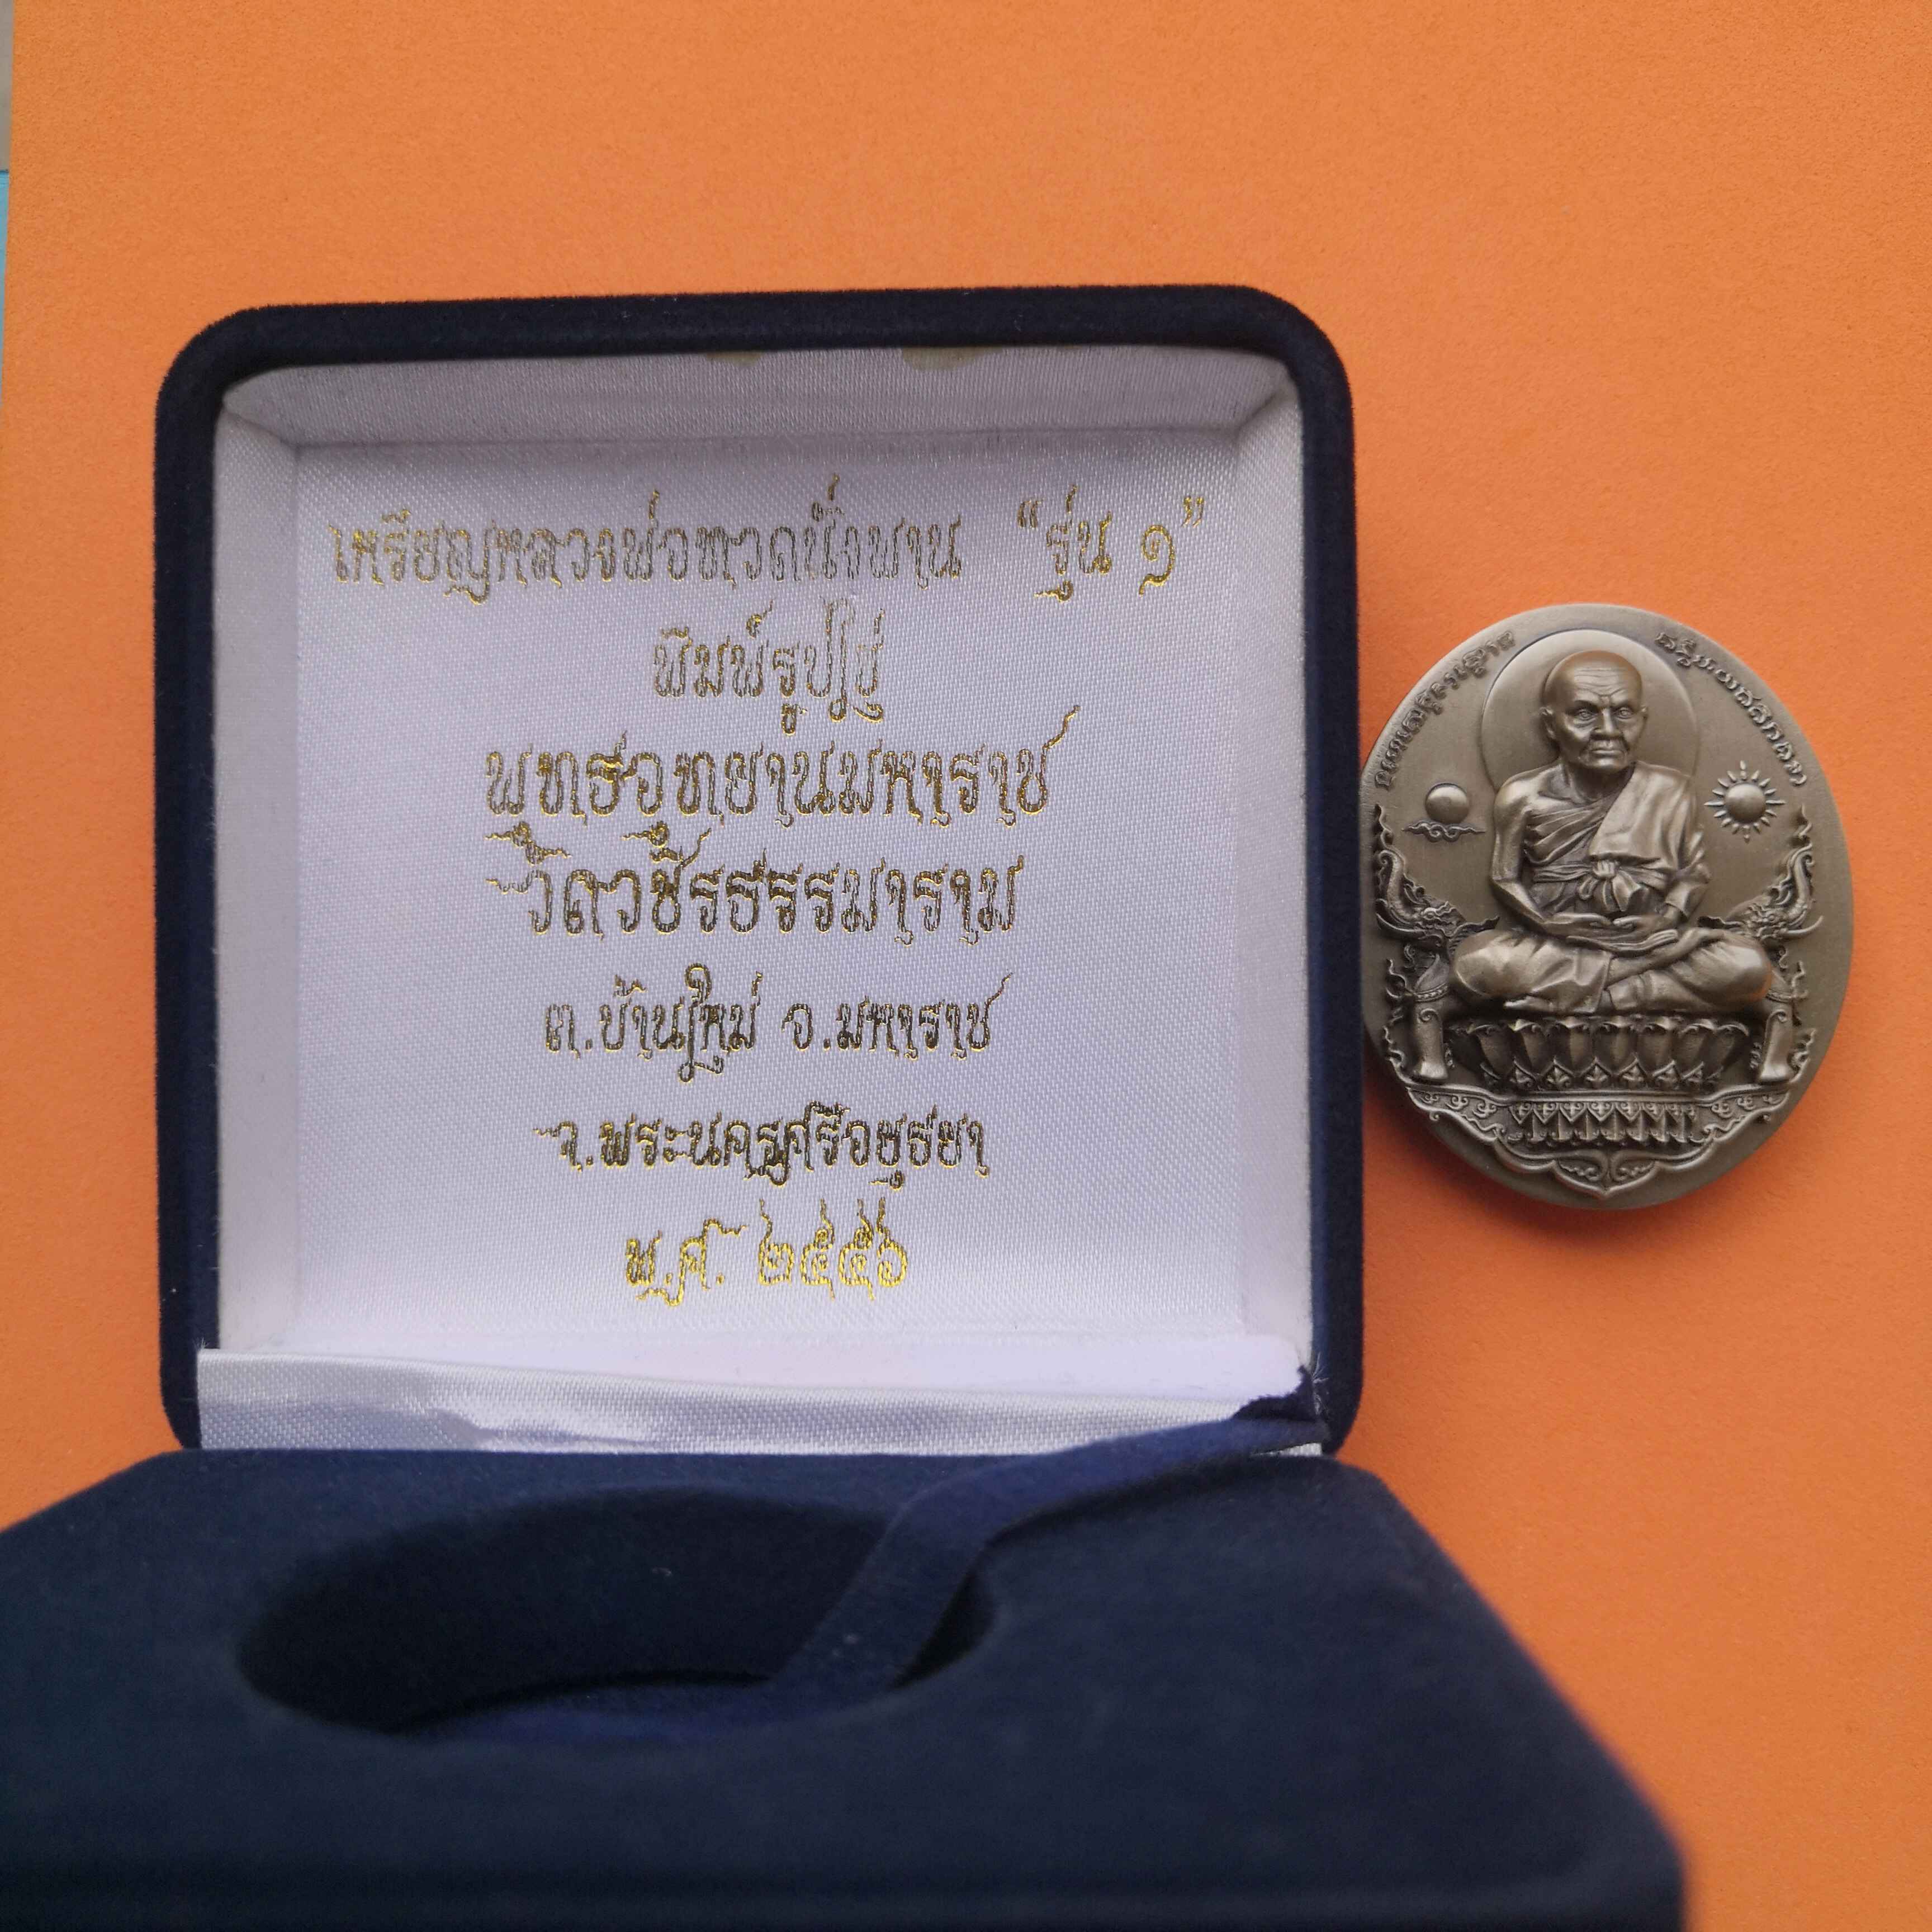 เหรียญหลวงพ่อทวดนั่งพาน “รุ่น ๑”
พิมพ์รูปไข่
พุทธอุทยานมหาราช
วัดวชิรธรรมาราม
ต.บ้านใหม่ อ.มหาราช
จ.พระนครศรีอยุธยา
พ.ศ. ๒๕๕๖